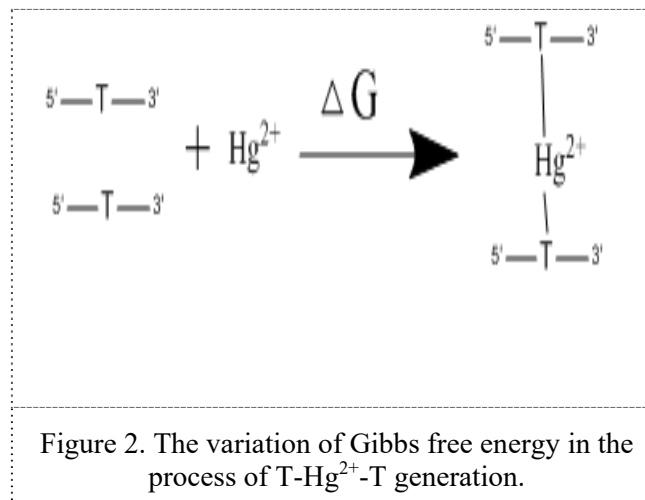 5'—T—3'
5'—T—3'
+ Hg²⁺
ΔG
5'—T—3'
Hg²⁺
5'—T—3'
Figure 2. The variation of Gibbs free energy in the
process of T-Hg²⁺-T generation.